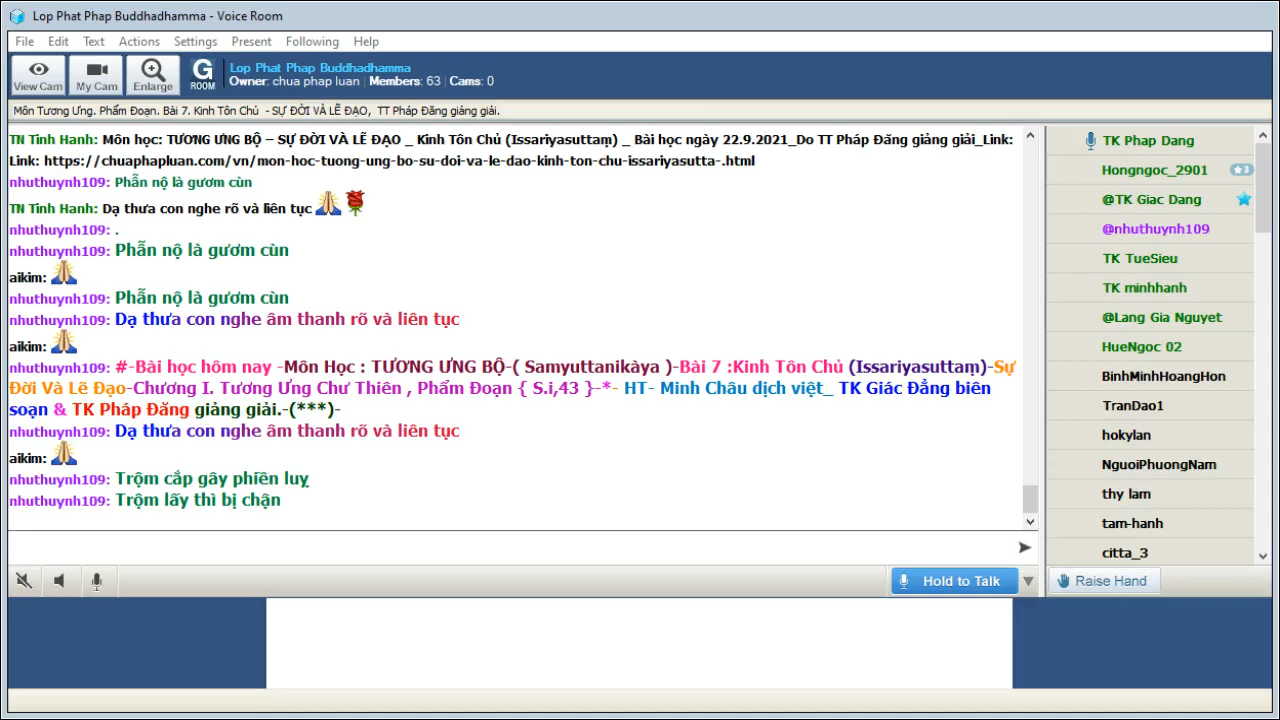 Lop Phat Phap Buddhadhamma - Voice Room
File Edit Text Actions Settings Present Following Help
View Cam My Cam Enlarge G ROOM
Lop Phat Phap Buddhadhamma
Owner: chua phap luan Members: 63 Cams: 0
Môn Tương Ưng. Phẩm Đoạn. Bài 7. Kinh Tôn Chủ - SỰ ĐỜI VÀ LẼ ĐẠO, TT Pháp Đăng giảng giải.
TN Tinh Hanh: Môn học: TƯƠNG ƯNG BỘ – SỰ ĐỜI VÀ LẼ ĐẠO _ Kinh Tôn Chủ (Issariyasuttaṃ) _ Bài học ngày 22.9.2021_Do TT Pháp Đăng giảng giải_Link:
Link: https://chuaphapluan.com/vn/mon-hoc-tuong-ung-bo-su-doi-va-le-dao-kinh-ton-chu-issariyasutta-.html
nhuthuynh109: Phẫn nộ là gươm cùn
TN Tinh Hanh: Dạ thưa con nghe rõ và liên tục
nhuthuynh109: .
nhuthuynh109: Phẫn nộ là gươm cùn
aikim:
nhuthuynh109: Phẫn nộ là gươm cùn
nhuthuynh109: Dạ thưa con nghe âm thanh rõ và liên tục
aikim:
nhuthuynh109: #-Bài học hôm nay -Môn Học : TƯƠNG ƯNG BỘ-( Samyuttanikàya )-Bài 7 :Kinh Tôn Chủ (Issariyasuttaṃ)-Sự
Đời Và Lẽ Đạo-Chương I. Tương Ưng Chư Thiên , Phẩm Đoạn { S.i,43 }-*- HT- Minh Châu dịch việt_ TK Giác Đẳng biên
soạn & TK Pháp Đăng giảng giải.-(***)-
nhuthuynh109: Dạ thưa con nghe âm thanh rõ và liên tục
aikim:
nhuthuynh109: Trộm cắp gây phiền luỵ
nhuthuynh109: Trộm lấy thì bị chận
Hold to Talk
TK Phap Dang
Hongngoc_2901 3
@TK Giac Dang
@nhuthuynh109
TK TueSieu
TK minhhanh
@Lang Gia Nguyet
HueNgoc 02
BinhMinhHoangHon
TranDao1
hokylan
NguoiPhuongNam
thy lam
tam-hanh
citta_3
Raise Hand